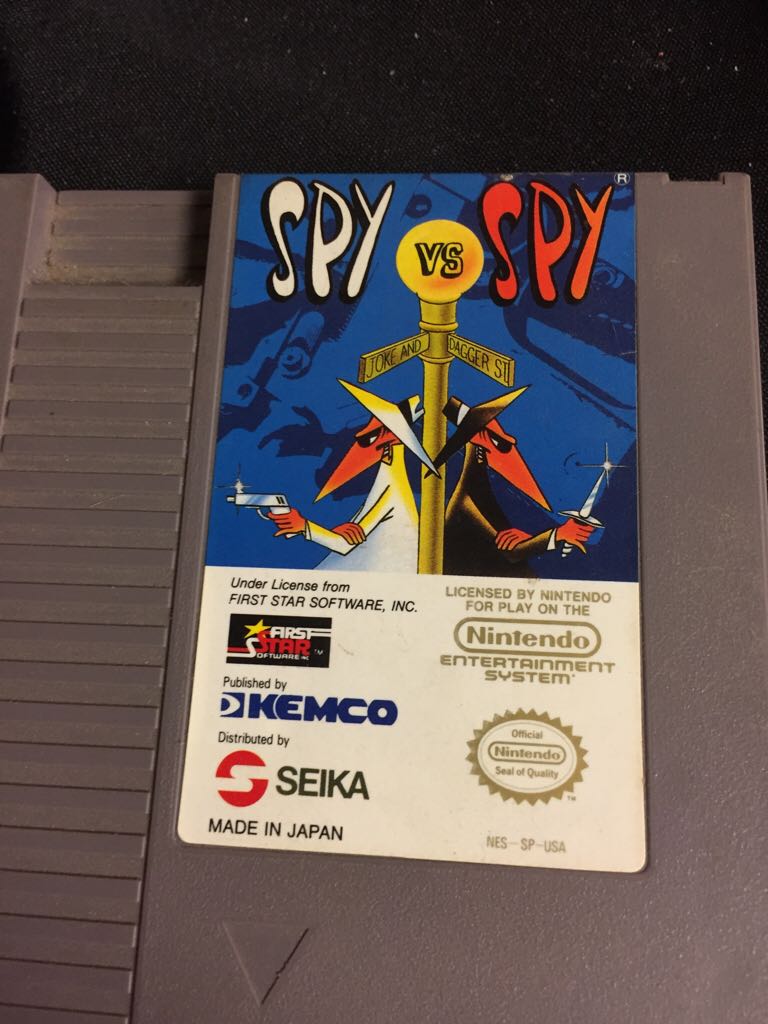 SPY VS SPY ®
JOKE AND DAGGER ST
Under License from
FIRST STAR SOFTWARE, INC.
FIRST
STAR ™
SOFTWARE INC
Published by
KEMCO
Distributed by
SEIKA
MADE IN JAPAN
LICENSED BY NINTENDO
FOR PLAY ON THE
Nintendo
ENTERTAINMENT
SYSTEM
Official
Nintendo
Seal of Quality
™
NES-SP-USA